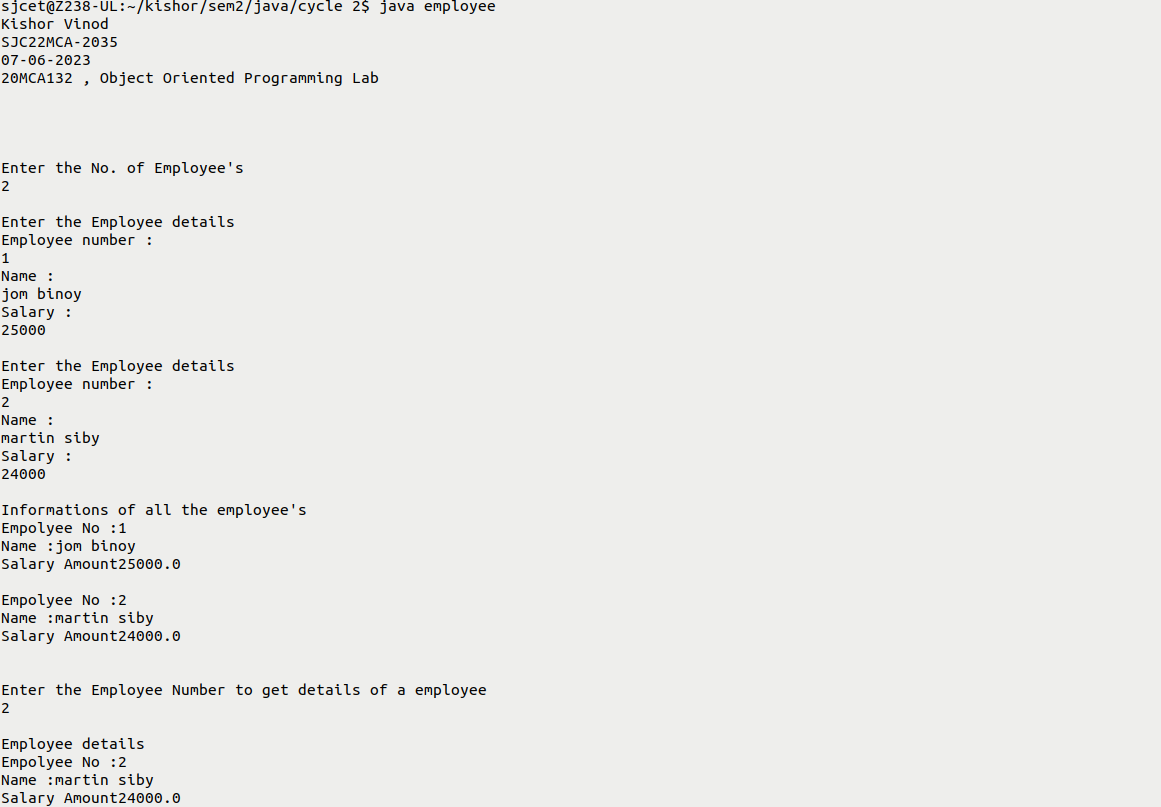 sjcet@Z238-UL:~/kishor/sem2/java/cycle 2$ java employee
Kishor Vinod
SJC22MCA-2035
07-06-2023
20MCA132 , Object Oriented Programming Lab
Enter the No. of Employee's
2
Enter the Employee details
Employee number :
1
Name :
jom binoy
Salary :
25000
Enter the Employee details
Employee number :
2
Name :
martin siby
Salary :
24000
Informations of all the employee's
Empolyee No :1
Name :jom binoy
Salary Amount25000.0
Empolyee No :2
Name :martin siby
Salary Amount24000.0
Enter the Employee Number to get details of a employee
2
Employee details
Empolyee No :2
Name :martin siby
Salary Amount24000.0